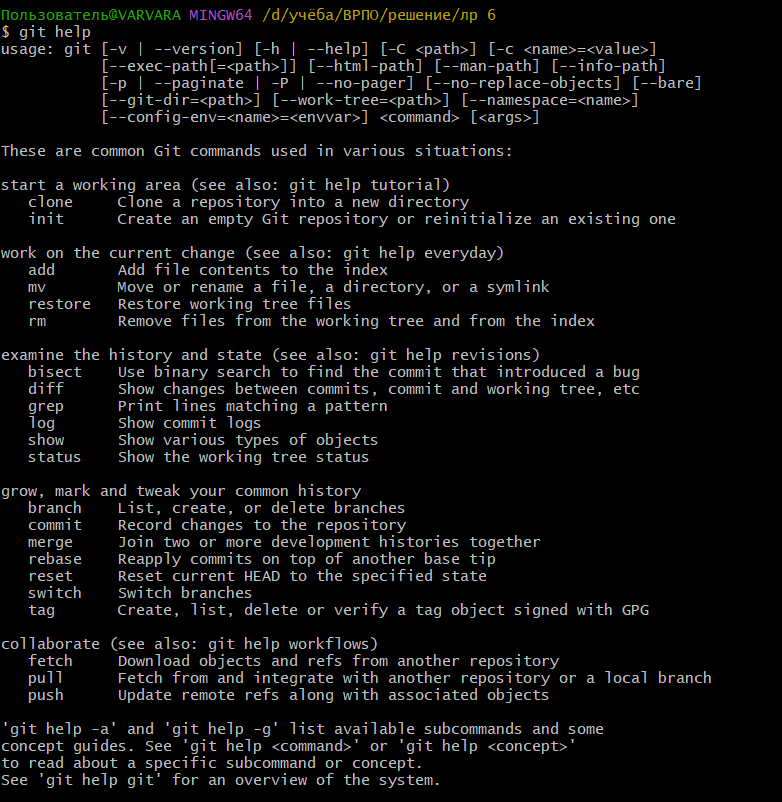 Пользователь@VARVARA MINGW64 /d/учёба/ВРПО/решение/лр 6
$ git help
usage: git [-v | --version] [-h | --help] [-C <path>] [-c <name>=<value>]
           [--exec-path[=<path>]] [--html-path] [--man-path] [--info-path]
           [-p | --paginate | -P | --no-pager] [--no-replace-objects] [--bare]
           [--git-dir=<path>] [--work-tree=<path>] [--namespace=<name>]
           [--config-env=<name>=<envvar>] <command> [<args>]

These are common Git commands used in various situations:

start a working area (see also: git help tutorial)
   clone     Clone a repository into a new directory
   init      Create an empty Git repository or reinitialize an existing one

work on the current change (see also: git help everyday)
   add       Add file contents to the index
   mv        Move or rename a file, a directory, or a symlink
   restore   Restore working tree files
   rm        Remove files from the working tree and from the index

examine the history and state (see also: git help revisions)
   bisect    Use binary search to find the commit that introduced a bug
   diff      Show changes between commits, commit and working tree, etc
   grep      Print lines matching a pattern
   log       Show commit logs
   show      Show various types of objects
   status    Show the working tree status

grow, mark and tweak your common history
   branch    List, create, or delete branches
   commit    Record changes to the repository
   merge     Join two or more development histories together
   rebase    Reapply commits on top of another base tip
   reset     Reset current HEAD to the specified state
   switch    Switch branches
   tag       Create, list, delete or verify a tag object signed with GPG

collaborate (see also: git help workflows)
   fetch     Download objects and refs from another repository
   pull      Fetch from and integrate with another repository or a local branch
   push      Update remote refs along with associated objects

'git help -a' and 'git help -g' list available subcommands and some
concept guides. See 'git help <command>' or 'git help <concept>'
to read about a specific subcommand or concept.
See 'git help git' for an overview of the system.